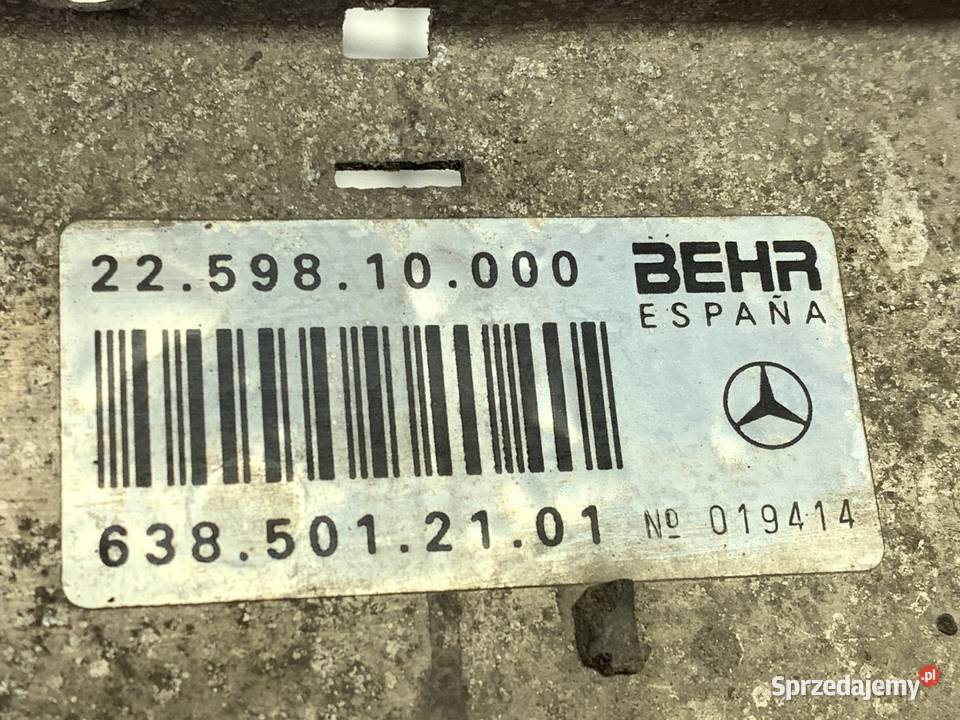 22.598.10.000
BEHR
ESPAÑA
638.501.21.01
Nº 019414
Sprzedajemy.pl